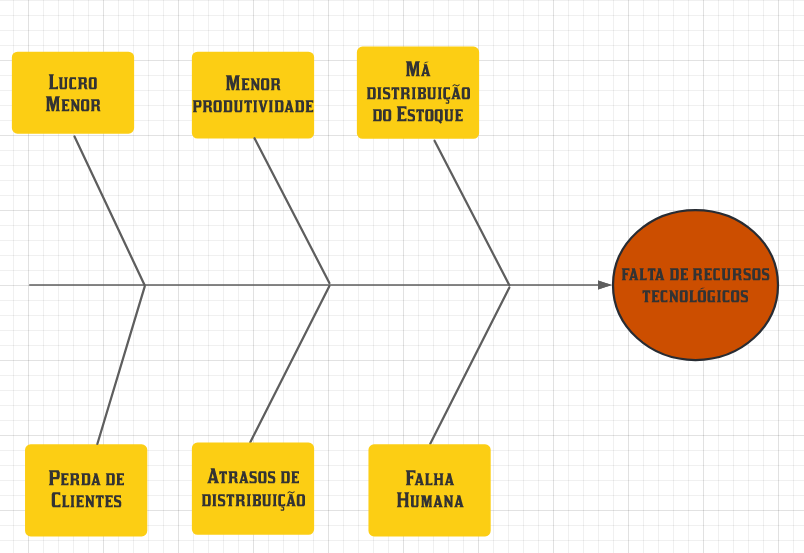 Lucro
Menor
Menor
produtividade
Má
distribuição
do Estoque
FALTA DE RECURSOS
TECNOLÓGICOS
Perda de
Clientes
Atrasos de
distribuição
Falha
Humana